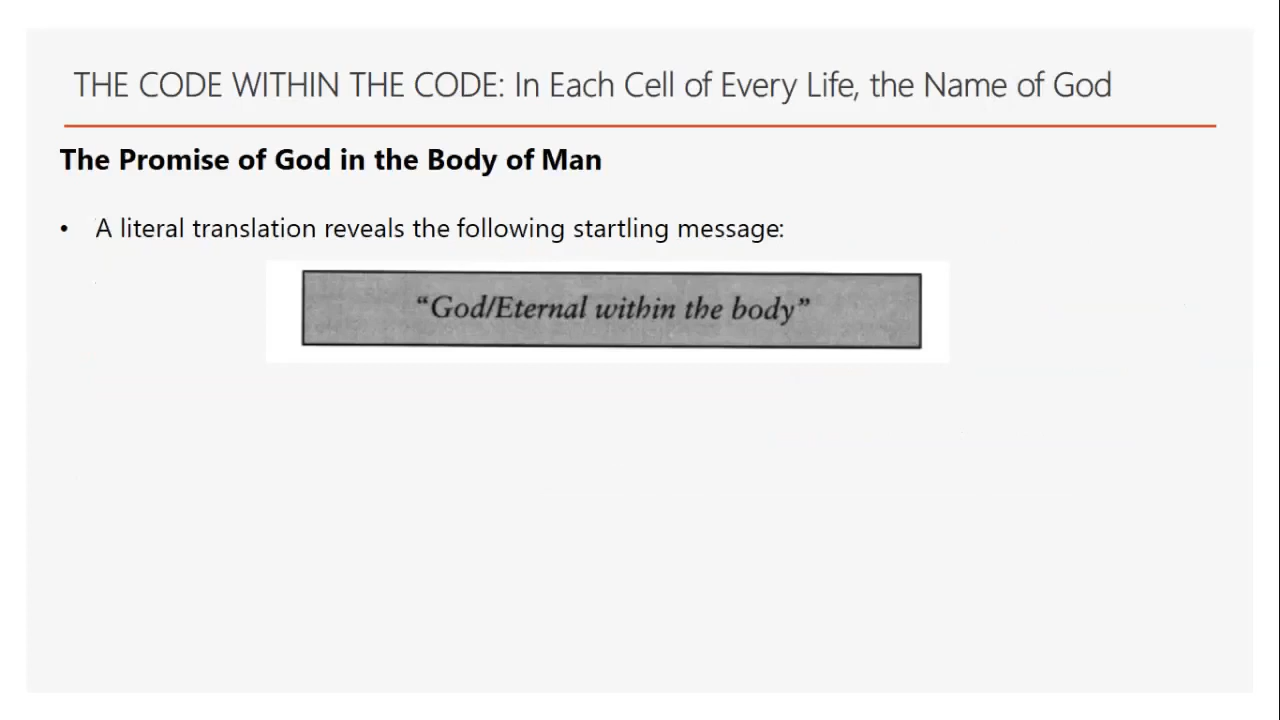 THE CODE WITHIN THE CODE: In Each Cell of Every Life, the Name of God
The Promise of God in the Body of Man
• A literal translation reveals the following startling message:
“God/Eternal within the body”